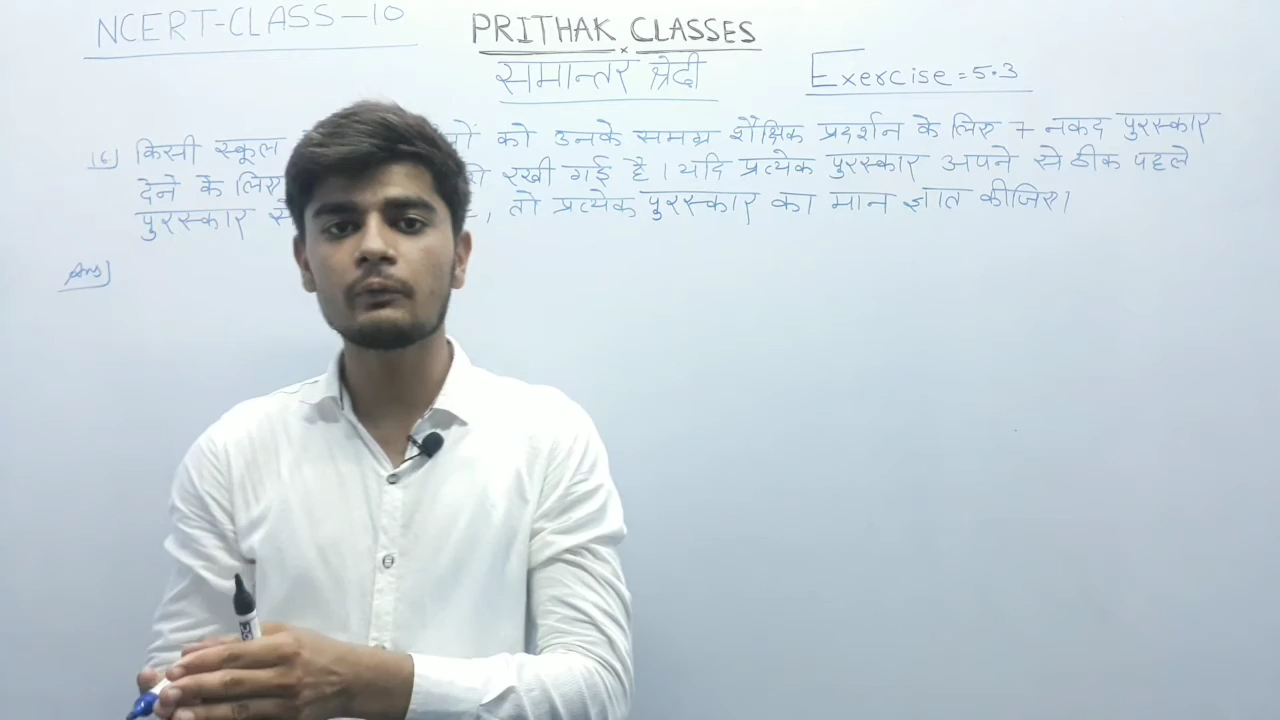 NCERT-CLASS-10
PRITHAK CLASSES
समान्तर श्रेढ़ी
Exercise=5.3
16] किसी स्कूल को उनके समग्र शैक्षिक प्रदर्शन के लिए 7 नकद पुरस्कार
देने के लिए रखी गई है। यदि प्रत्येक पुरस्कार अपने से ठीक पहले
पुरस्कार तो प्रत्येक पुरस्कार का मान ज्ञात कीजिए।
Ans]